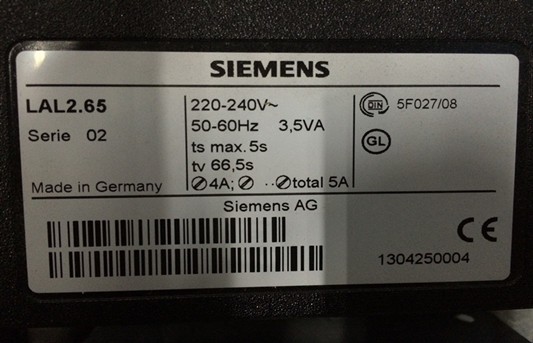 SIEMENS
LAL2.65
Serie 02
Made in Germany
220-240V~
50-60Hz 3,5VA
ts max. 5s
tv 66,5s
⊘4A; ⊘ ··⊘total 5A
DIN 5F027/08
GL
Siemens AG
CE
1304250004